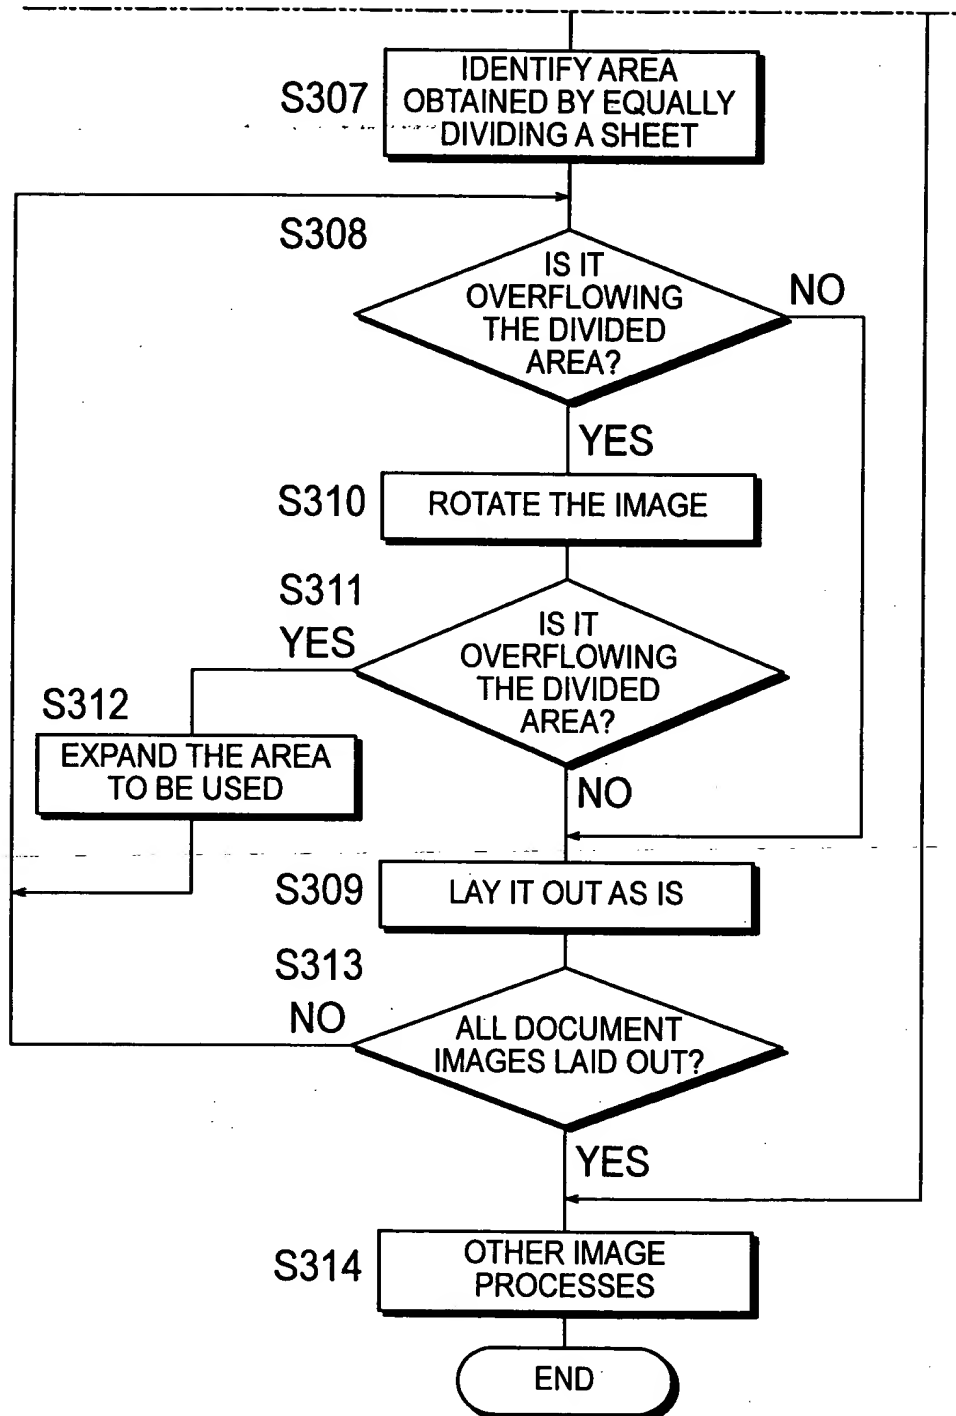 S307
IDENTIFY AREA
OBTAINED BY EQUALLY
DIVIDING A SHEET
S308
IS IT
OVERFLOWING
THE DIVIDED
AREA?
NO
YES
S310
ROTATE THE IMAGE
S311
YES
IS IT
OVERFLOWING
THE DIVIDED
AREA?
S312
EXPAND THE AREA
TO BE USED
NO
S309
LAY IT OUT AS IS
S313
NO
ALL DOCUMENT
IMAGES LAID OUT?
YES
S314
OTHER IMAGE
PROCESSES
END